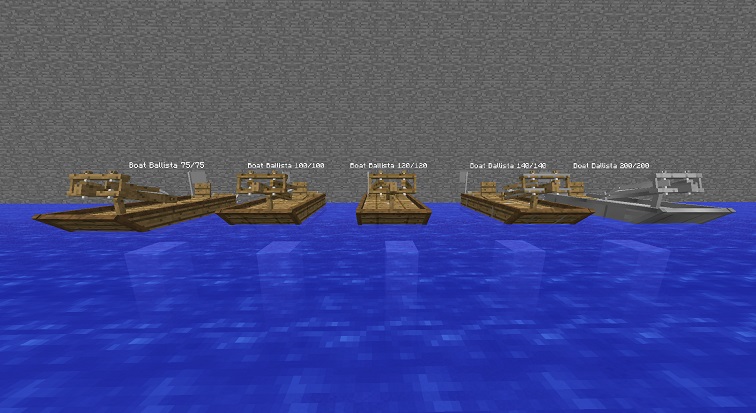 Boat Ballista 75/75
Boat Ballista 100/100
Boat Ballista 120/120
Boat Ballista 140/140
Boat Ballista 200/200